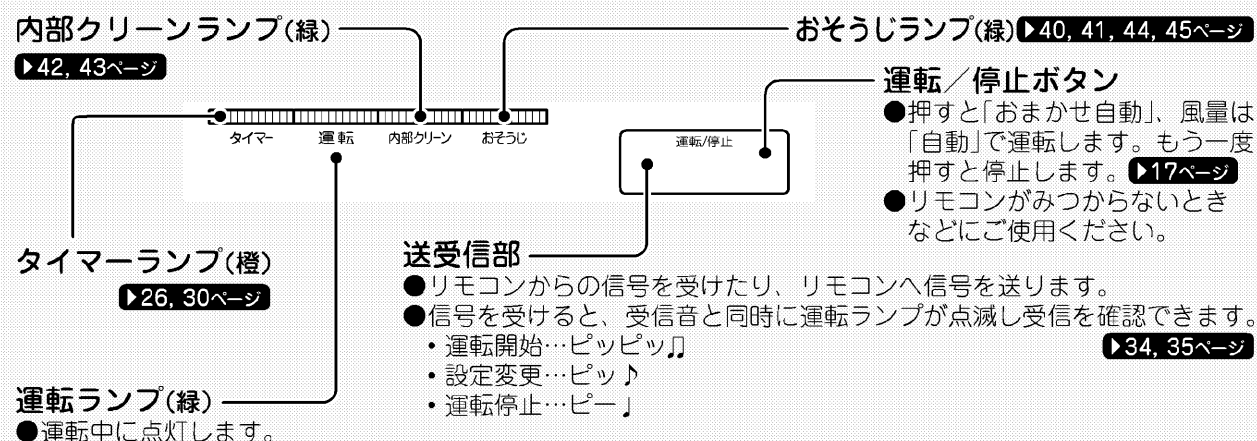 内部クリーンランプ(緑)
▶42, 43ページ
おそうじランプ(緑)▶40, 41, 44, 45ページ
タイマー 運転 内部クリーン おそうじ
運転/停止
運転／停止ボタン
●押すと「おまかせ自動」、風量は
「自動」で運転します。もう一度
押すと停止します。▶17ページ
●リモコンがみつからないとき
などにご使用ください。
タイマーランプ(橙)
▶26, 30ページ
送受信部
●リモコンからの信号を受けたり、リモコンへ信号を送ります。
●信号を受けると、受信音と同時に運転ランプが点滅し受信を確認できます。
▶34, 35ページ
・運転開始…ピッピッ♫
・設定変更…ピッ♪
・運転停止…ピー♩
運転ランプ(緑)
●運転中に点灯します。